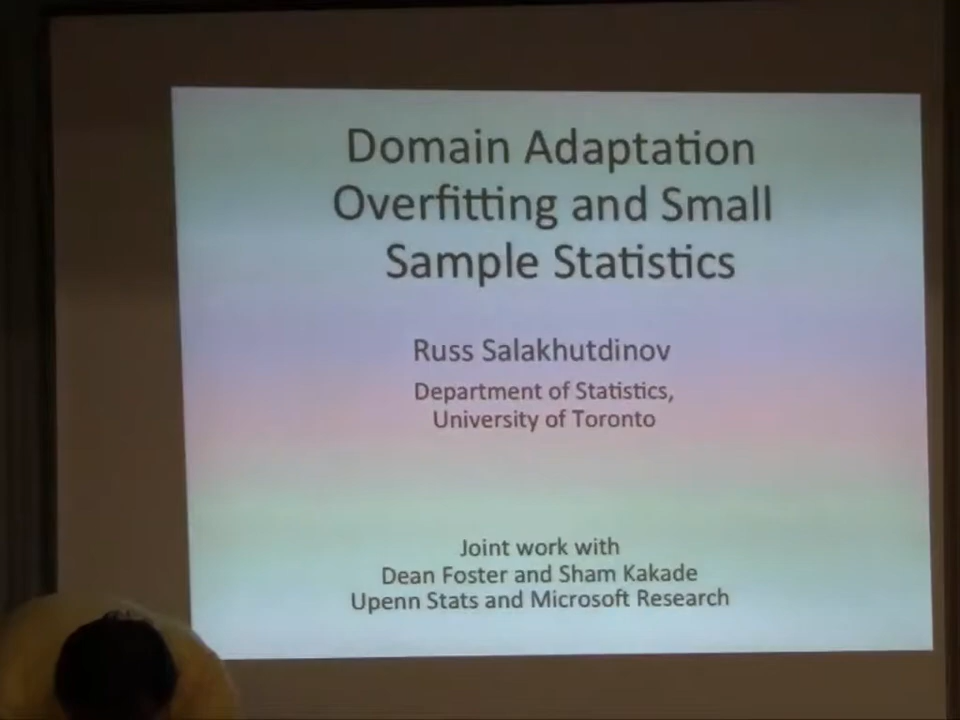 Domain Adaptation
Overfitting and Small
Sample Statistics
Russ Salakhutdinov
Department of Statistics,
University of Toronto
Joint work with
Dean Foster and Sham Kakade
Upenn Stats and Microsoft Research